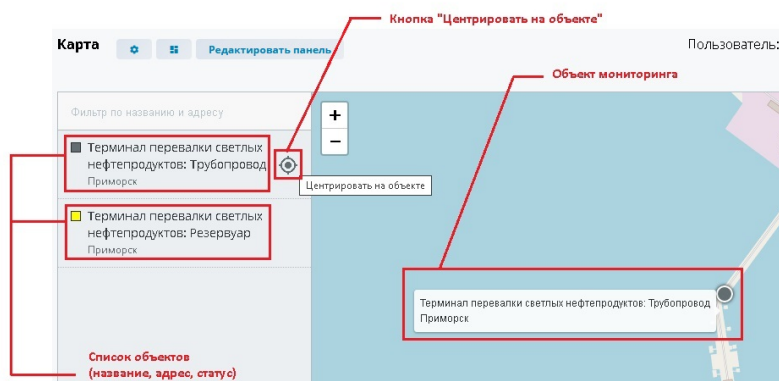 Кнопка "Центрировать на объекте"
Карта
Редактировать панель
Пользователь:
Объект мониторинга
Фильтр по названию и адресу
+
−
Терминал перевалки светлых
нефтепродуктов: Трубопровод
Приморск
Центрировать на объекте
Терминал перевалки светлых
нефтепродуктов: Резервуар
Приморск
Терминал перевалки светлых нефтепродуктов: Трубопровод
Приморск
Список объектов
(название, адрес, статус)